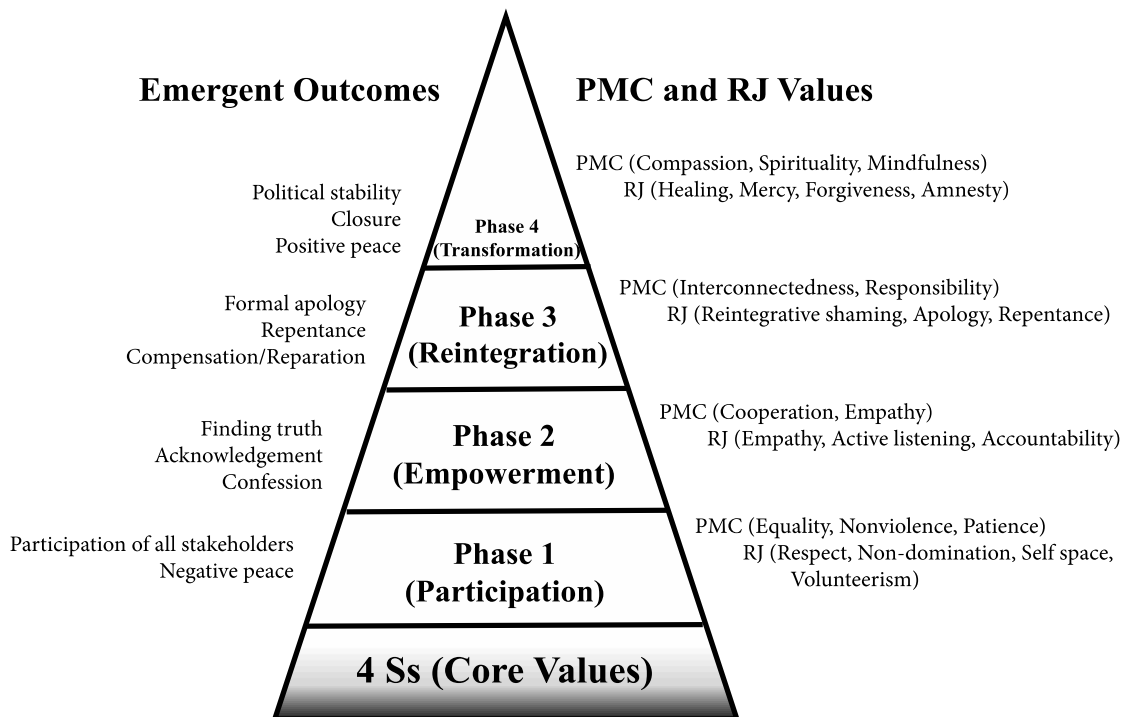 Emergent Outcomes
PMC and RJ Values
PMC (Compassion, Spirituality, Mindfulness)
RJ (Healing, Mercy, Forgiveness, Amnesty)
Political stability
Closure
Positive peace
Phase 4
(Transformation)
PMC (Interconnectedness, Responsibility)
RJ (Reintegrative shaming, Apology, Repentance)
Formal apology
Repentance
Compensation/Reparation
Phase 3
(Reintegration)
PMC (Cooperation, Empathy)
RJ (Empathy, Active listening, Accountability)
Finding truth
Acknowledgement
Confession
Phase 2
(Empowerment)
PMC (Equality, Nonviolence, Patience)
RJ (Respect, Non-domination, Self space,
Volunteerism)
Participation of all stakeholders
Negative peace
Phase 1
(Participation)
4 Ss (Core Values)